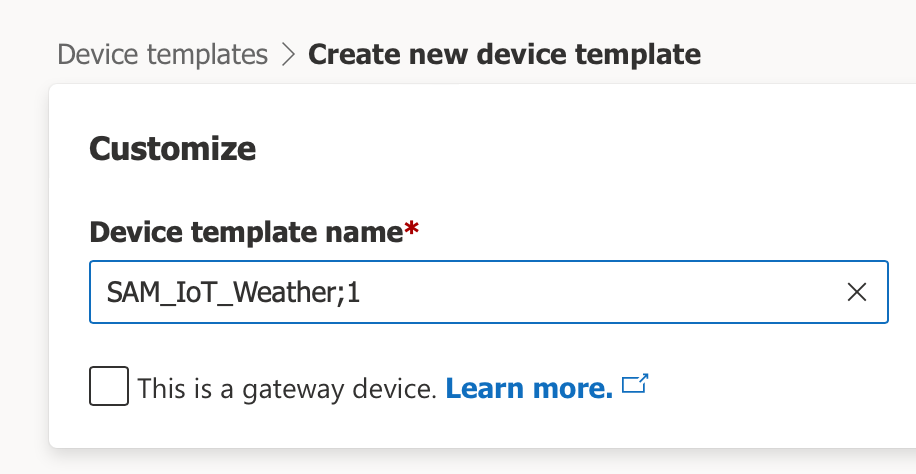 Device templates > Create new device template
Customize
Device template name*
SAM_IoT_Weather;1
This is a gateway device. Learn more.